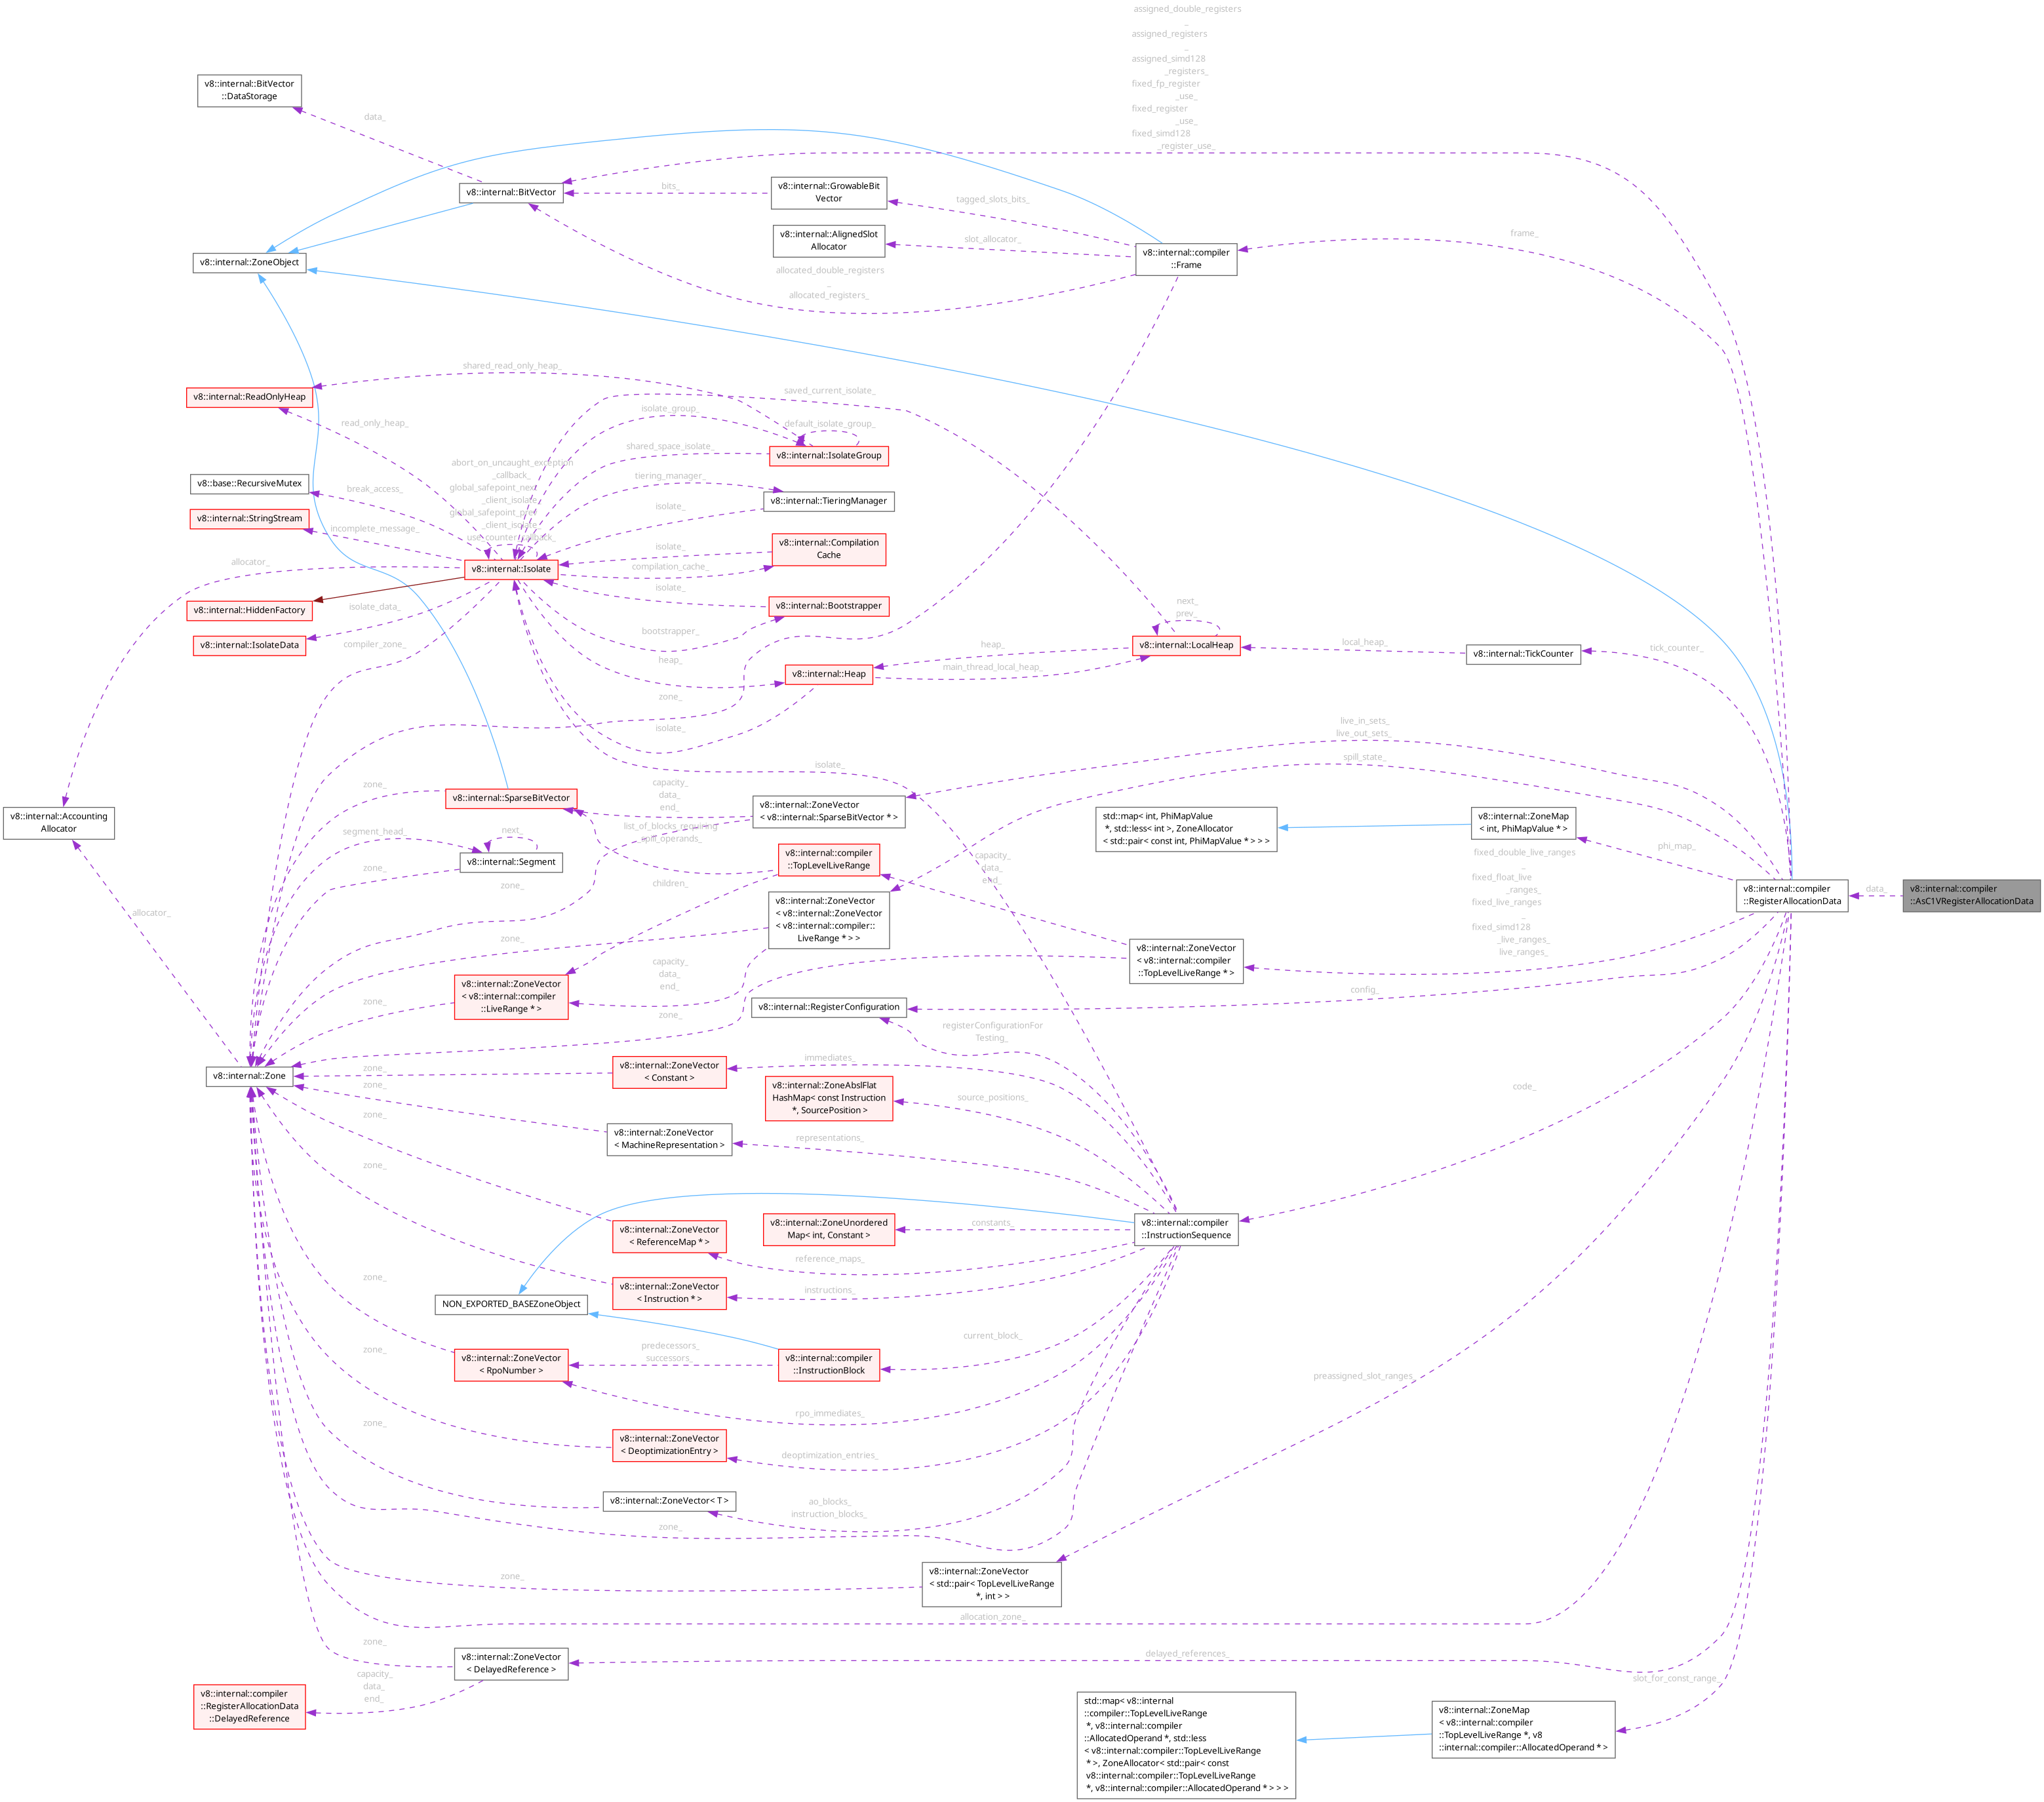 assigned_double_registers
_
assigned_registers
_
assigned_simd128
_registers_
fixed_fp_register
_use_
fixed_register
_use_
fixed_simd128
_register_use_
v8::internal::BitVector
::DataStorage
data_
v8::internal::BitVector
bits_
v8::internal::GrowableBit
Vector
tagged_slots_bits_
v8::internal::AlignedSlot
Allocator
slot_allocator_
v8::internal::compiler
::Frame
frame_
v8::internal::ZoneObject
allocated_double_registers
_
allocated_registers_
shared_read_only_heap_
v8::internal::ReadOnlyHeap
read_only_heap_
isolate_group_
saved_current_isolate_
default_isolate_group_
shared_space_isolate_
v8::internal::IsolateGroup
v8::base::RecursiveMutex
break_access_
abort_on_uncaught_exception
_callback_
global_safepoint_next
_client_isolate_
global_safepoint_prev
_client_isolate_
use_counter_callback_
tiering_manager_
v8::internal::TieringManager
isolate_
v8::internal::StringStream
incomplete_message_
v8::internal::Isolate
isolate_
compilation_cache_
v8::internal::Compilation
Cache
allocator_
v8::internal::HiddenFactory
isolate_data_
v8::internal::IsolateData
compiler_zone_
isolate_
bootstrapper_
v8::internal::Bootstrapper
heap_
v8::internal::Heap
heap_
main_thread_local_heap_
next_
prev_
v8::internal::LocalHeap
local_heap_
v8::internal::TickCounter
tick_counter_
zone_
isolate_
isolate_
live_in_sets_
live_out_sets_
spill_state_
v8::internal::Accounting
Allocator
zone_
v8::internal::SparseBitVector
capacity_
data_
end_
v8::internal::ZoneVector
< v8::internal::SparseBitVector * >
std::map< int, PhiMapValue
*, std::less< int >, ZoneAllocator
< std::pair< const int, PhiMapValue * > > >
v8::internal::ZoneMap
< int, PhiMapValue * >
phi_map_
segment_head_
next_
v8::internal::Segment
zone_
list_of_blocks_requiring
_spill_operands_
v8::internal::compiler
::TopLevelLiveRange
capacity_
data_
end_
fixed_double_live_ranges
_
fixed_float_live
_ranges_
fixed_live_ranges
_
fixed_simd128
_live_ranges_
live_ranges_
v8::internal::compiler
::RegisterAllocationData
data_
v8::internal::compiler
::AsC1VRegisterAllocationData
zone_
children_
v8::internal::ZoneVector
< v8::internal::ZoneVector
< v8::internal::compiler::
LiveRange * > >
allocator_
zone_
v8::internal::ZoneVector
< v8::internal::compiler
::TopLevelLiveRange * >
capacity_
data_
end_
v8::internal::ZoneVector
< v8::internal::compiler
::LiveRange * >
zone_
v8::internal::RegisterConfiguration
config_
zone_
registerConfigurationFor
Testing_
v8::internal::Zone
zone_
v8::internal::ZoneVector
< Constant >
immediates_
zone_
v8::internal::ZoneAbslFlat
HashMap< const Instruction
*, SourcePosition >
source_positions_
code_
zone_
v8::internal::ZoneVector
< MachineRepresentation >
representations_
zone_
v8::internal::ZoneVector
< ReferenceMap * >
v8::internal::ZoneUnordered
Map< int, Constant >
constants_
v8::internal::compiler
::InstructionSequence
reference_maps_
zone_
v8::internal::ZoneVector
< Instruction * >
instructions_
NON_EXPORTED_BASEZoneObject
current_block_
zone_
v8::internal::ZoneVector
< RpoNumber >
predecessors_
successors_
v8::internal::compiler
::InstructionBlock
preassigned_slot_ranges_
rpo_immediates_
zone_
v8::internal::ZoneVector
< DeoptimizationEntry >
deoptimization_entries_
zone_
v8::internal::ZoneVector< T >
ao_blocks_
instruction_blocks_
zone_
zone_
v8::internal::ZoneVector
< std::pair< TopLevelLiveRange
*, int > >
allocation_zone_
zone_
v8::internal::ZoneVector
< DelayedReference >
delayed_references_
capacity_
data_
end_
v8::internal::compiler
::RegisterAllocationData
::DelayedReference
slot_for_const_range_
std::map< v8::internal
::compiler::TopLevelLiveRange
*, v8::internal::compiler
::AllocatedOperand *, std::less
< v8::internal::compiler::TopLevelLiveRange
* >, ZoneAllocator< std::pair< const
v8::internal::compiler::TopLevelLiveRange
*, v8::internal::compiler::AllocatedOperand * > > >
v8::internal::ZoneMap
< v8::internal::compiler
::TopLevelLiveRange *, v8
::internal::compiler::AllocatedOperand * >